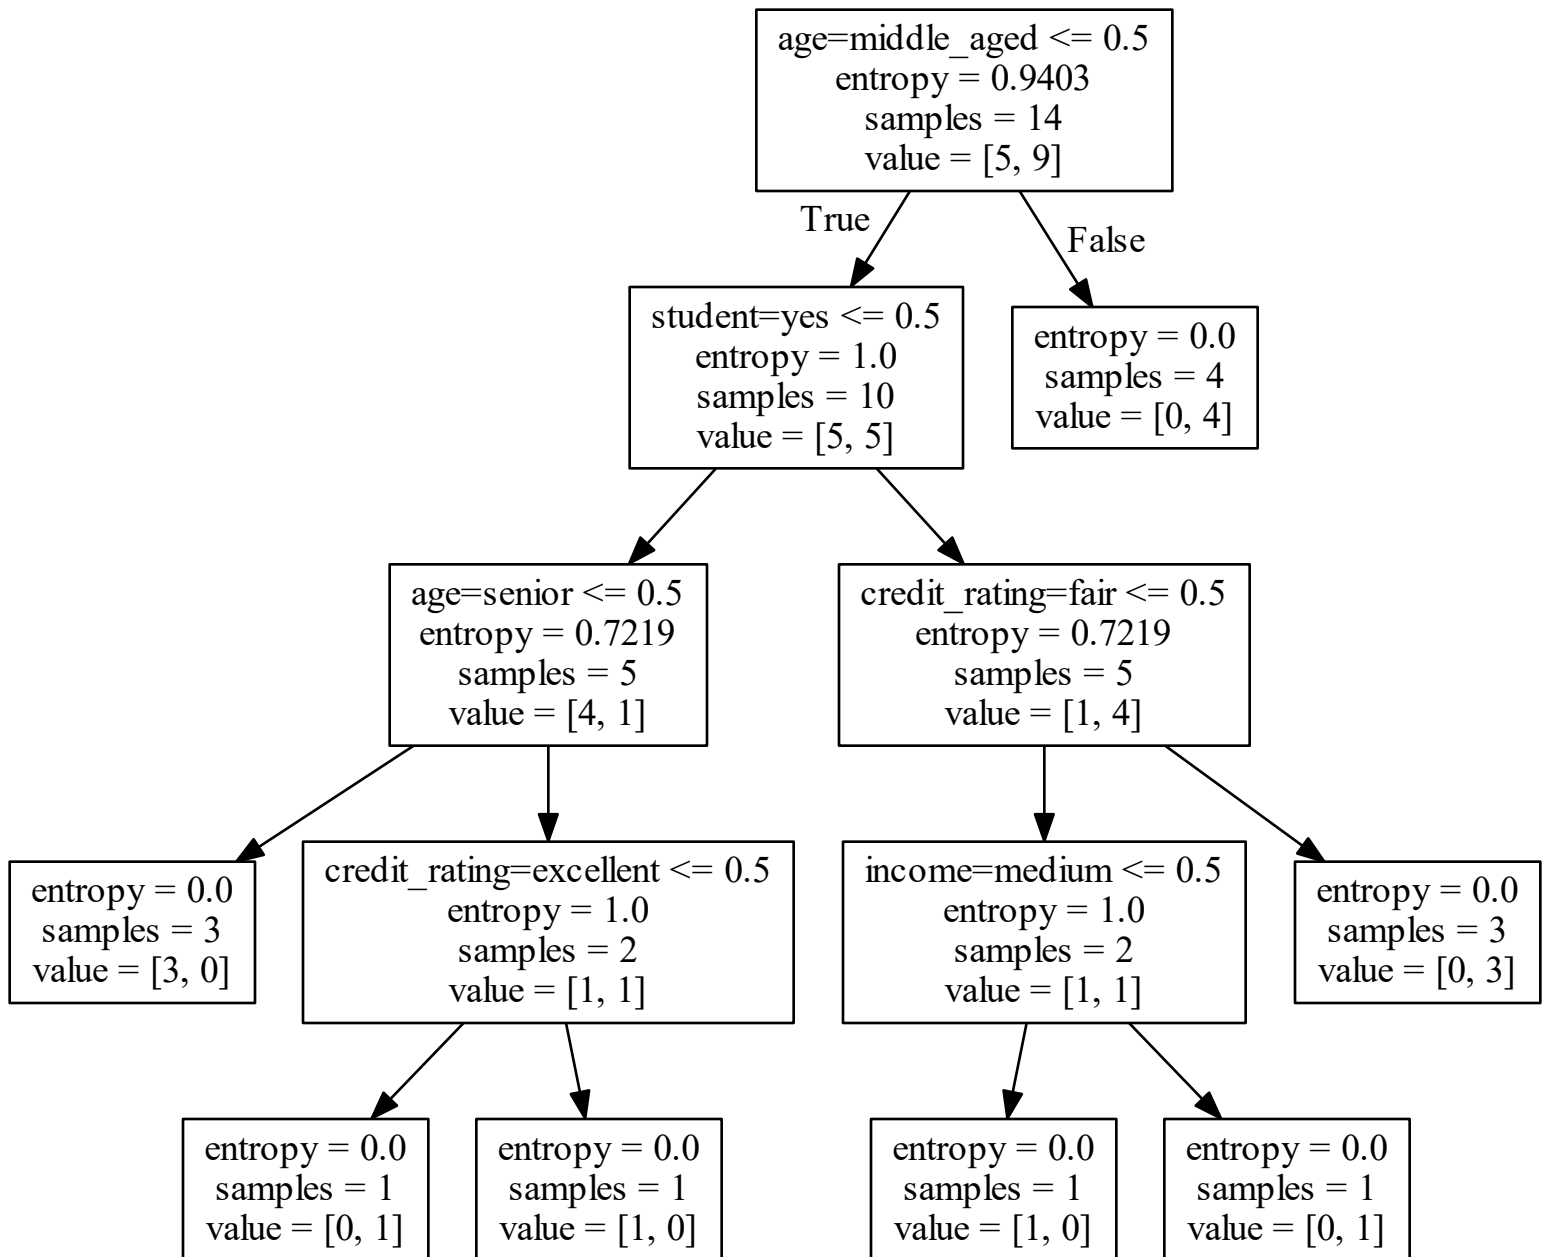 age=middle_aged <= 0.5
entropy = 0.9403
samples = 14
value = [5, 9]
True
False
student=yes <= 0.5
entropy = 1.0
samples = 10
value = [5, 5]
entropy = 0.0
samples = 4
value = [0, 4]
age=senior <= 0.5
entropy = 0.7219
samples = 5
value = [4, 1]
credit_rating=fair <= 0.5
entropy = 0.7219
samples = 5
value = [1, 4]
entropy = 0.0
samples = 3
value = [3, 0]
credit_rating=excellent <= 0.5
entropy = 1.0
samples = 2
value = [1, 1]
income=medium <= 0.5
entropy = 1.0
samples = 2
value = [1, 1]
entropy = 0.0
samples = 3
value = [0, 3]
entropy = 0.0
samples = 1
value = [0, 1]
entropy = 0.0
samples = 1
value = [1, 0]
entropy = 0.0
samples = 1
value = [1, 0]
entropy = 0.0
samples = 1
value = [0, 1]